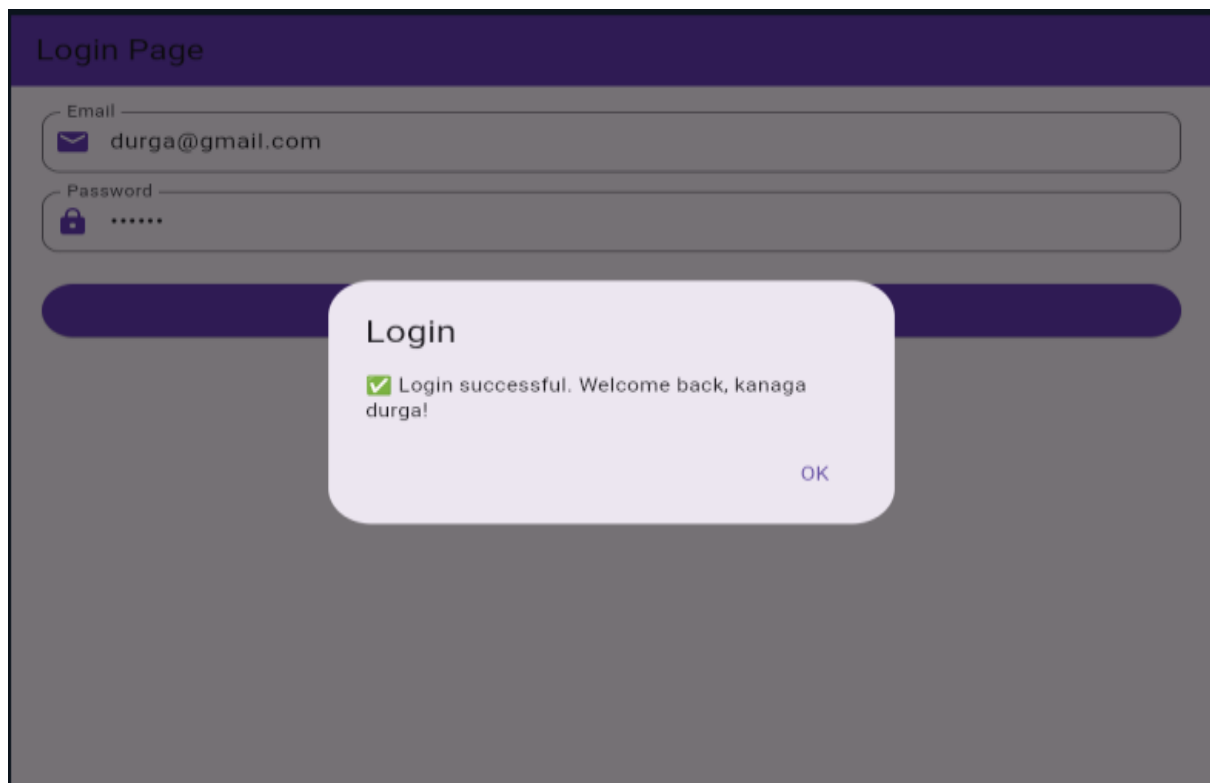 Login Page
Email
durga@gmail.com
Password
••••••
Login
✅ Login successful. Welcome back, kanaga
durga!
OK